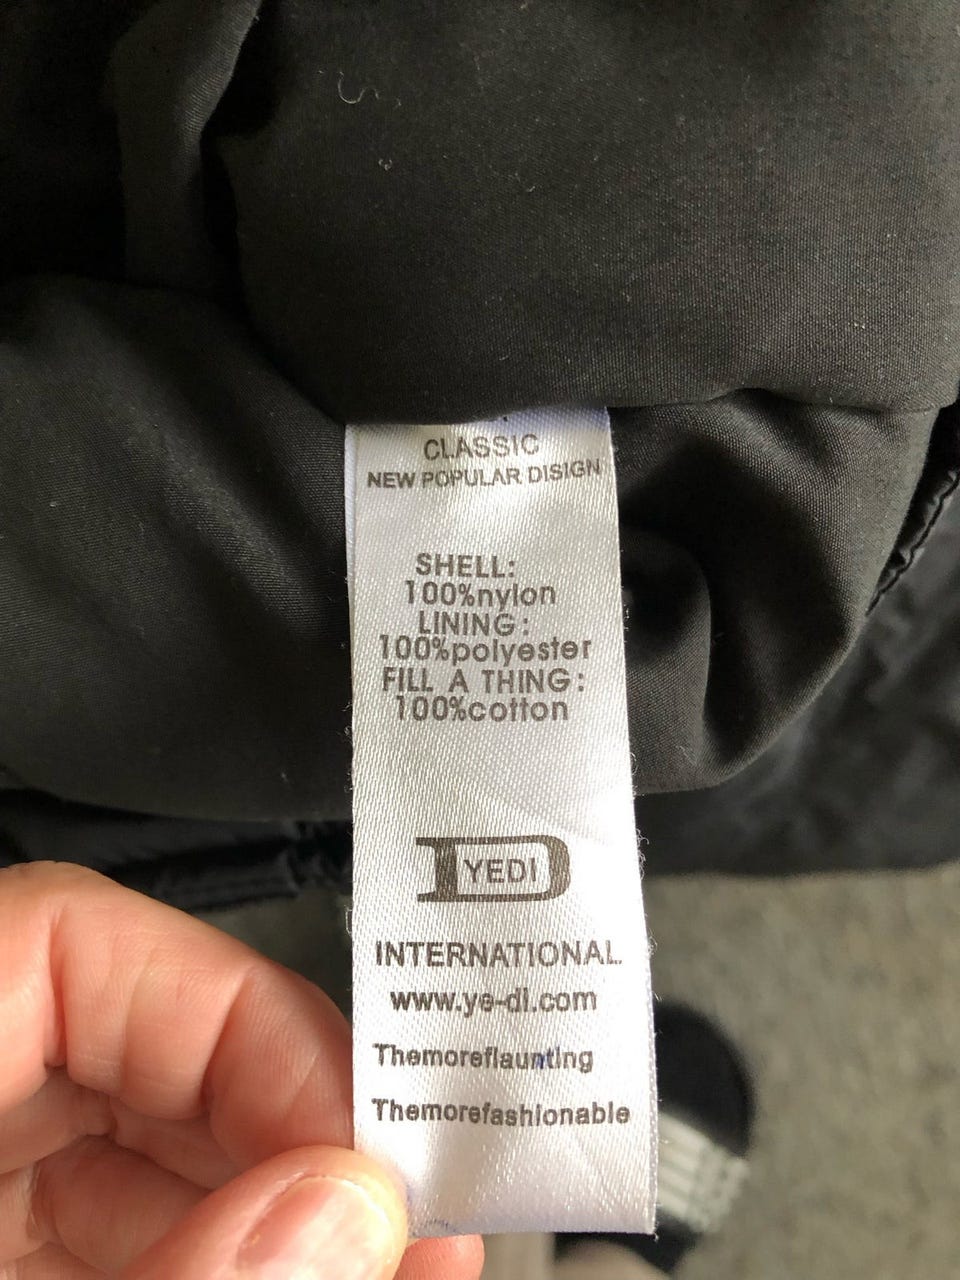 CLASSIC
NEW POPULAR DISIGN
SHELL:
100%nylon
LINING:
100%polyester
FILL A THING:
100%cotton
YEDI
INTERNATIONAL
www.ye-di.com
Themoreflaunting
Themorefashionable